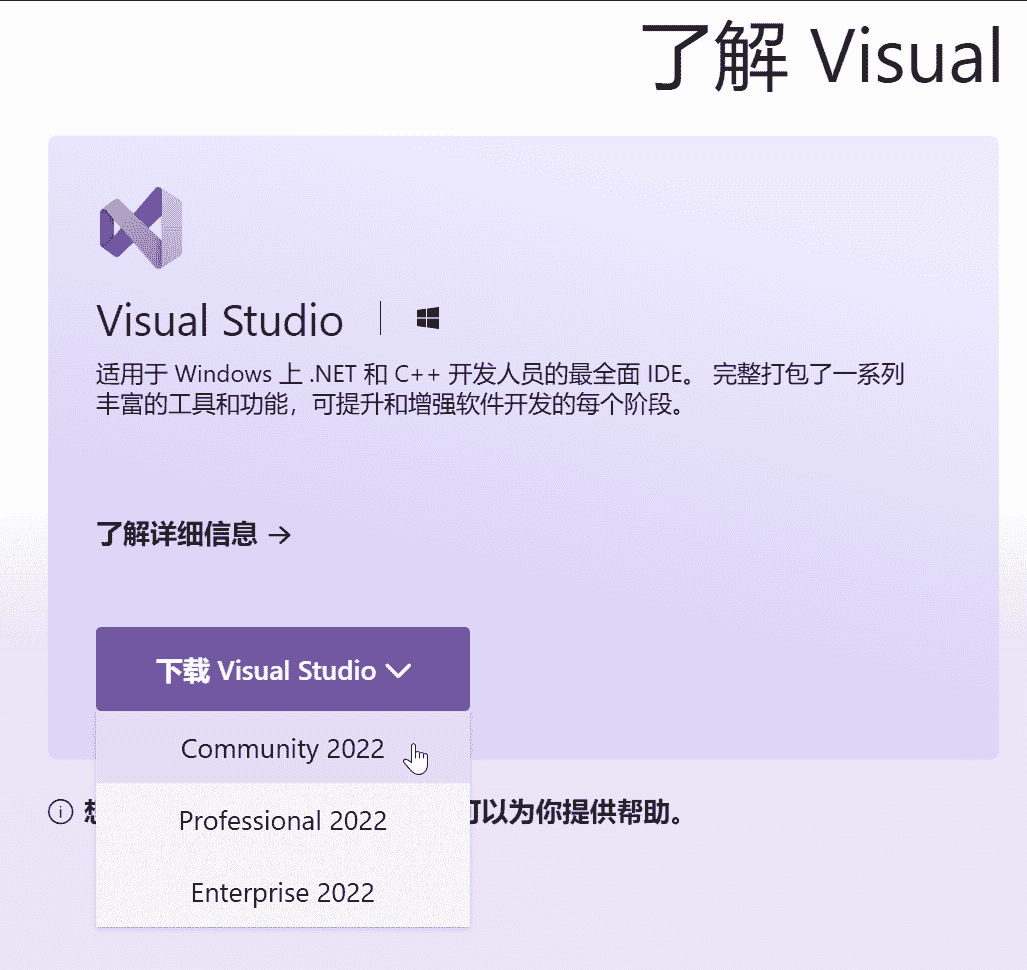 了解 Visual
Visual Studio
适用于 Windows 上 .NET 和 C++ 开发人员的最全面 IDE。 完整打包了一系列
丰富的工具和功能，可提升和增强软件开发的每个阶段。
了解详细信息 →
下载 Visual Studio
Community 2022
可以为你提供帮助。
Professional 2022
Enterprise 2022